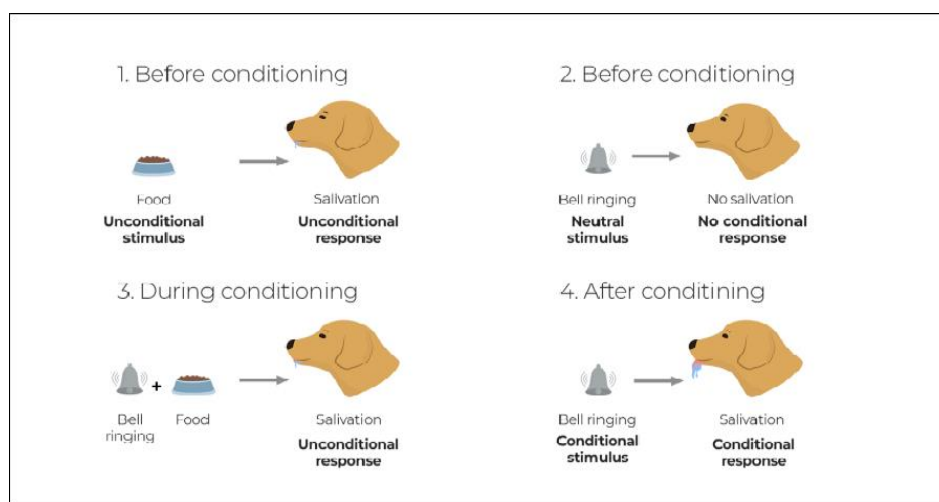 1. Before conditioning
Food
Unconditional
stimulus
Salivation
Unconditional
response
2. Before conditioning
Bell ringing
Neutral
stimulus
No salivation
No conditional
response
3. During conditioning
+
Bell
ringing
Food
Salivation
Unconditional
response
4. After conditining
Bell ringing
Conditional
stimulus
Salivation
Conditional
response